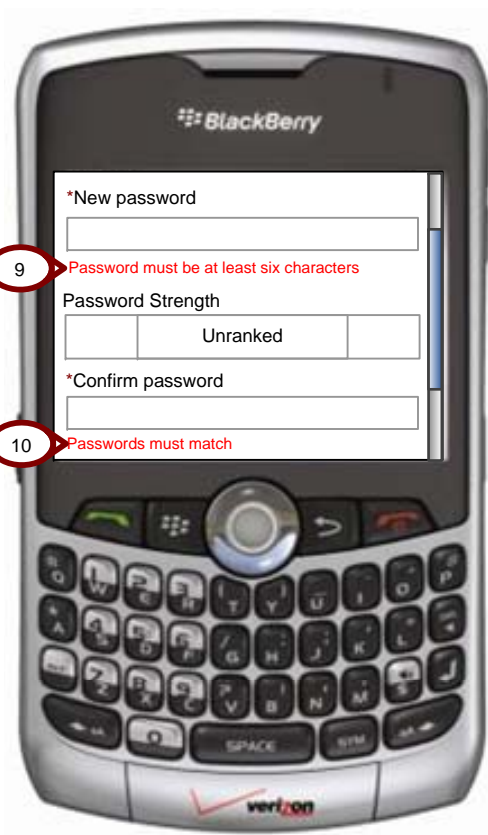 BlackBerry
*New password
9
Password must be at least six characters
Password Strength
Unranked
*Confirm password
10
Passwords must match
Q W E R T Y U I O P
A S D F G H J K L
Z X C V B N M $
SPACE SYM
verizon